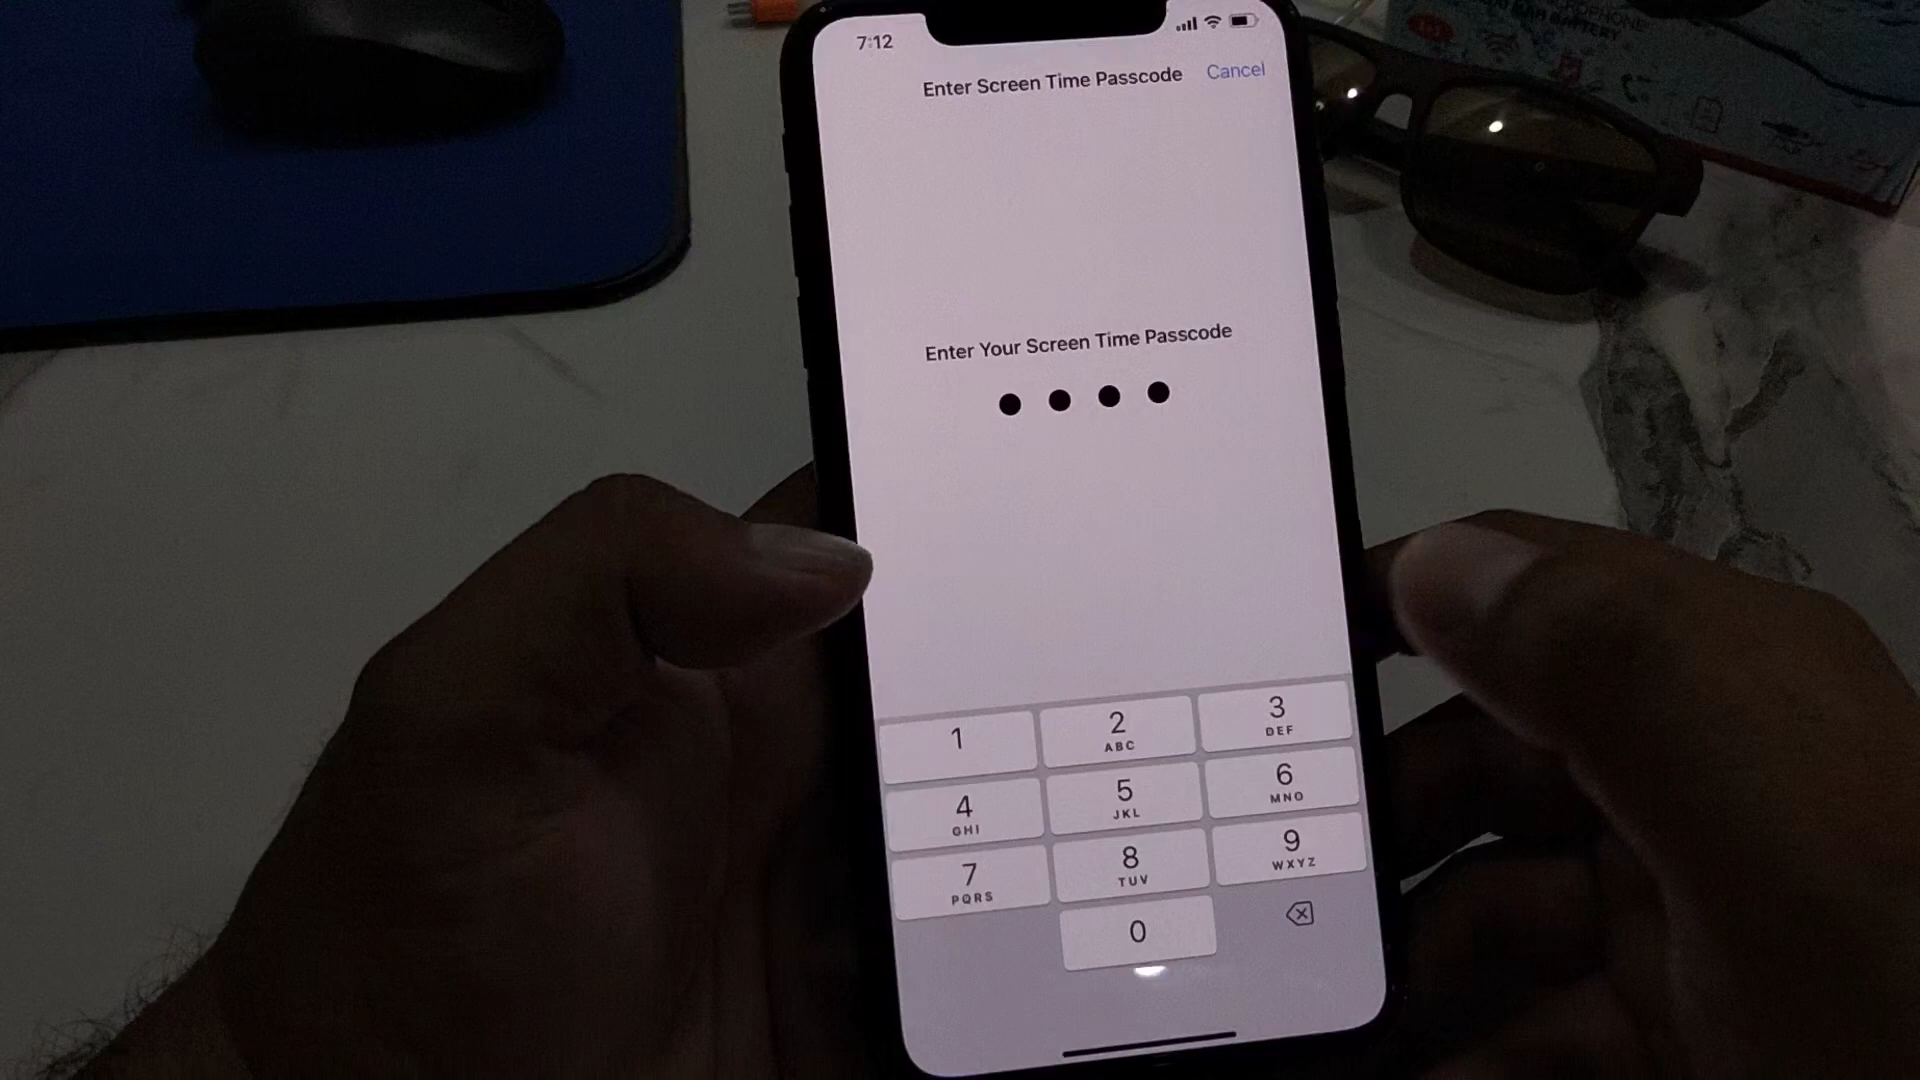 7:12
Enter Screen Time Passcode
Cancel
BATTERY
Enter Your Screen Time Passcode
1
2
ABC
3
DEF
4
GHI
5
JKL
6
MNO
7
PQRS
8
TUV
9
WXYZ
0